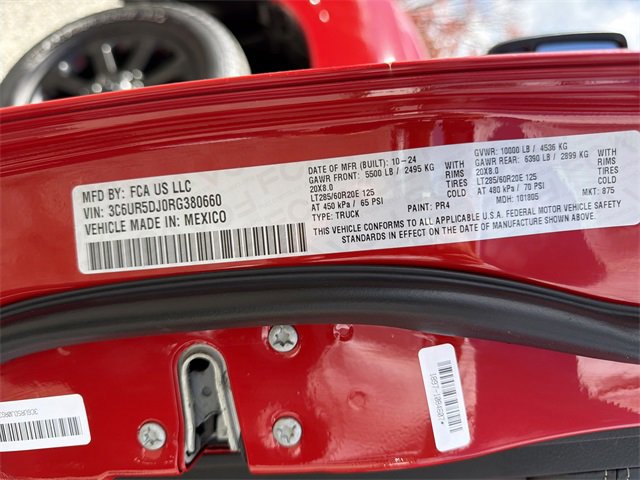 MFD BY: FCA US LLC
VIN: 3C6UR5DJ0RG380660
VEHICLE MADE IN: MEXICO
DATE OF MFR (BUILT): 10-24
GAWR FRONT: 5500 LB / 2495 KG WITH
20X8.0 RIMS
LT285/60R20E 125 TIRES
AT 450 kPa / 65 PSI COLD
TYPE: TRUCK PAINT: PR4
GVWR: 10000 LB / 4536 KG
GAWR REAR: 6390 LB / 2899 KG WITH
20X8.0 RIMS
LT285/60R20E 125 TIRES
AT 480 kPa / 70 PSI COLD
MDH: 101805 MKT: 875
THIS VEHICLE CONFORMS TO ALL APPLICABLE U.S.A. FEDERAL MOTOR VEHICLE SAFETY
STANDARDS IN EFFECT ON THE DATE OF MANUFACTURE SHOWN ABOVE.